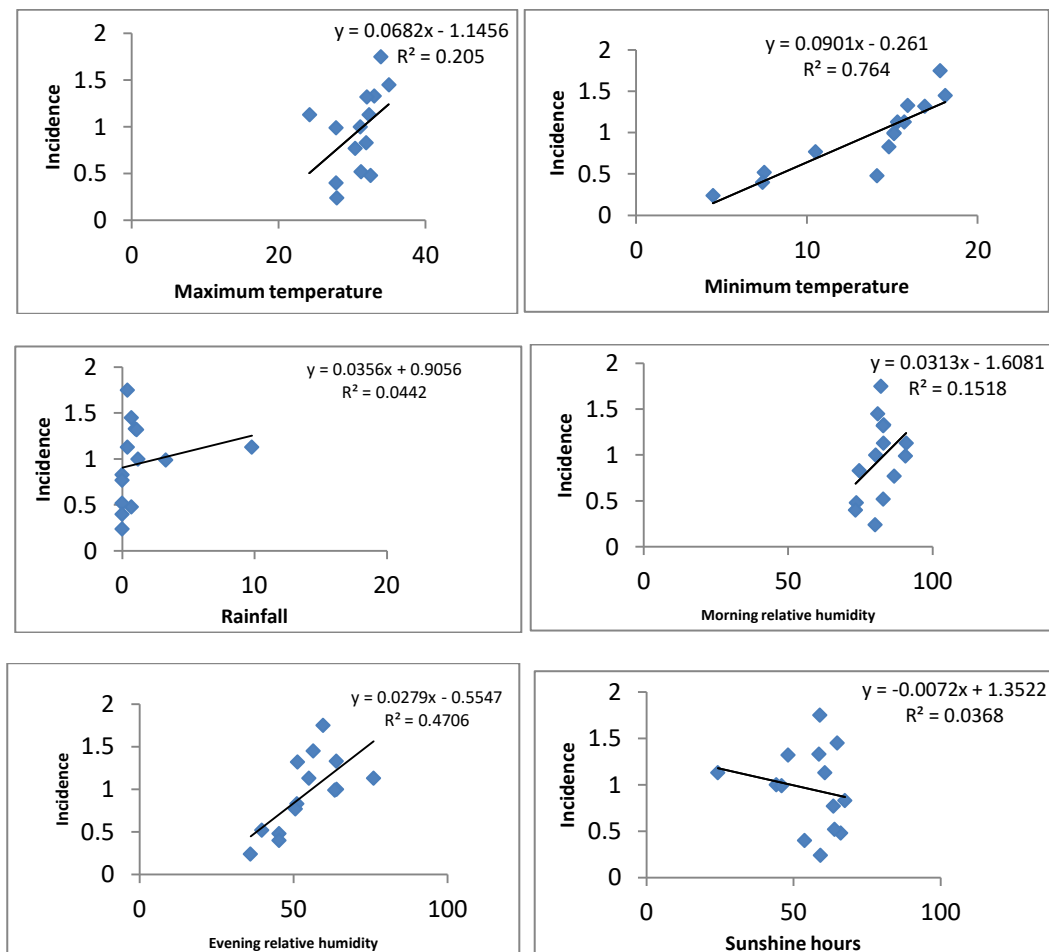 y = 0.0682x - 1.1456
R² = 0.205
2
1.5
1
0.5
0
Incidence
0 20 40
Maximum temperature
y = 0.0901x - 0.261
R² = 0.764
2
1.5
1
0.5
0
Incidence
0 10 20
Minimum temperature
y = 0.0356x + 0.9056
R² = 0.0442
2
1.5
1
0.5
0
Incidence
0 10 20
Rainfall
y = 0.0313x - 1.6081
R² = 0.1518
2
1.5
1
0.5
0
Incidence
0 50 100
Morning relative humidity
y = 0.0279x - 0.5547
R² = 0.4706
2
1.5
1
0.5
0
Incidence
0 50 100
Evening relative humidity
y = -0.0072x + 1.3522
R² = 0.0368
2
1.5
1
0.5
0
Incidence
0 50 100
Sunshine hours